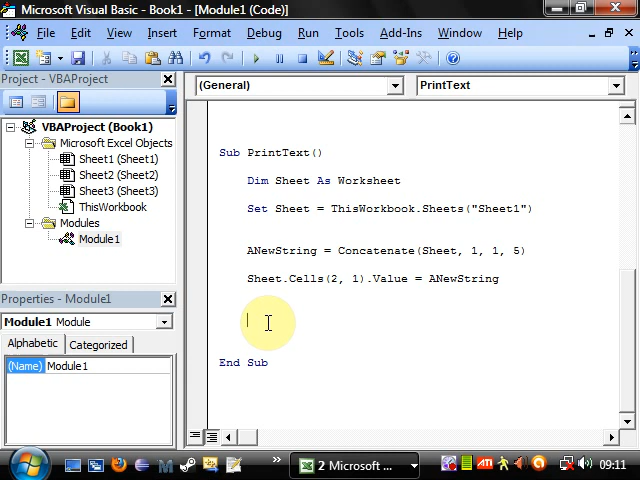 Microsoft Visual Basic - Book1 - [Module1 (Code)]
File Edit View Insert Format Debug Run Tools Add-Ins Window Help
Project - VBAProject
(General) PrintText
VBAProject (Book1)
Microsoft Excel Objects
Sheet1 (Sheet1)
Sheet2 (Sheet2)
Sheet3 (Sheet3)
ThisWorkbook
Modules
Module1
Properties - Module1
Module1 Module
Alphabetic Categorized
(Name) Module1
Sub PrintText()
Dim Sheet As Worksheet
Set Sheet = ThisWorkbook.Sheets("Sheet1")
ANewString = Concatenate(Sheet, 1, 1, 5)
Sheet.Cells(2, 1).Value = ANewString
End Sub
2 Microsoft ...
ATI
09:11